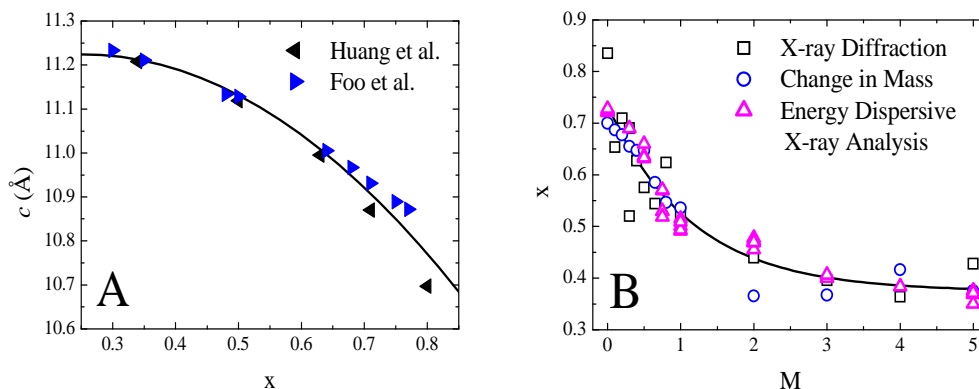 11.3
11.2
11.1
11.0
10.9
10.8
10.7
10.6
c (Å)
0.3 0.4 0.5 0.6 0.7 0.8
x
Huang et al.
Foo et al.
A
0.9
0.8
0.7
0.6
0.5
0.4
0.3
x
0 1 2 3 4 5
M
X-ray Diffraction
Change in Mass
Energy Dispersive
X-ray Analysis
B